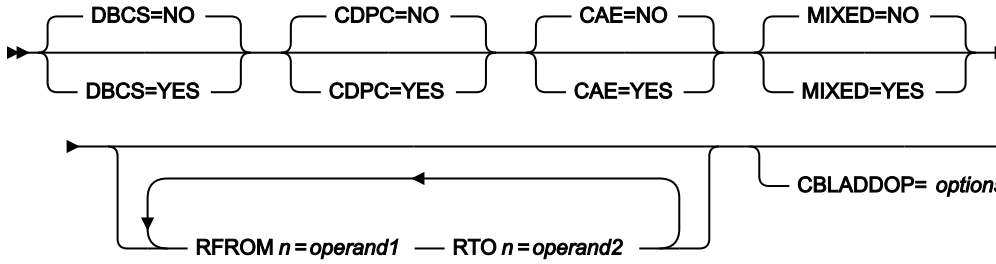 DBCS=NO CDPC=NO CAE=NO MIXED=NO
DBCS=YES CDPC=YES CAE=YES MIXED=YES
CBLADDOP= options
RFROM n=operand1 RTO n=operand2